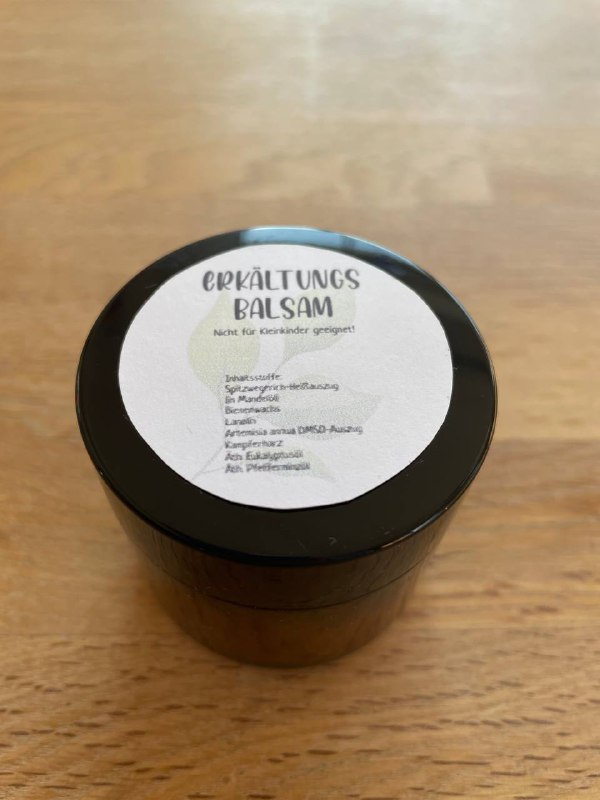 ERKÄLTUNGS
BALSAM
Nicht für Kleinkinder geeignet!
Inhaltsstoffe:
Spitzwegerich-Heißauszug
in Mandelöl
Bienenwachs
Lanolin
Artemisia annua DMSO-Auszug
Kampferharz
Äth. Eukalyptusöl
Äth. Pfefferminzöl